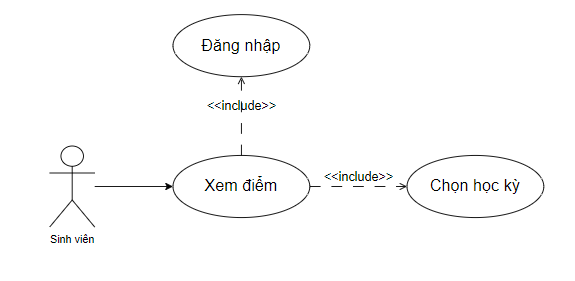 Đăng nhập
<<include>>
Xem điểm
<<include>>
Chọn học kỳ
Sinh viên